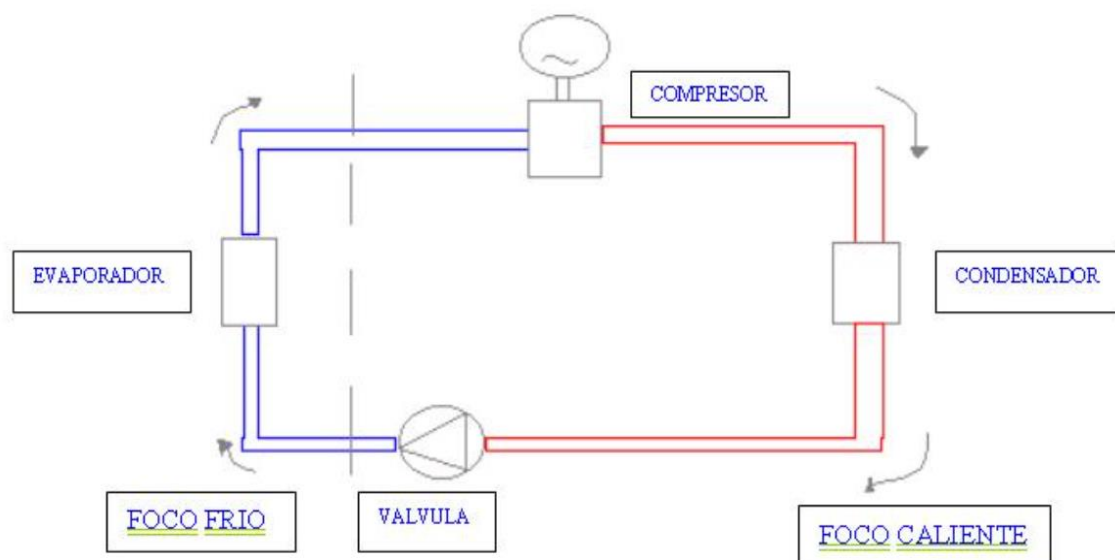 COMPRESOR
EVAPORADOR
CONDENSADOR
FOCO FRIO
VALVULA
FOCO CALIENTE